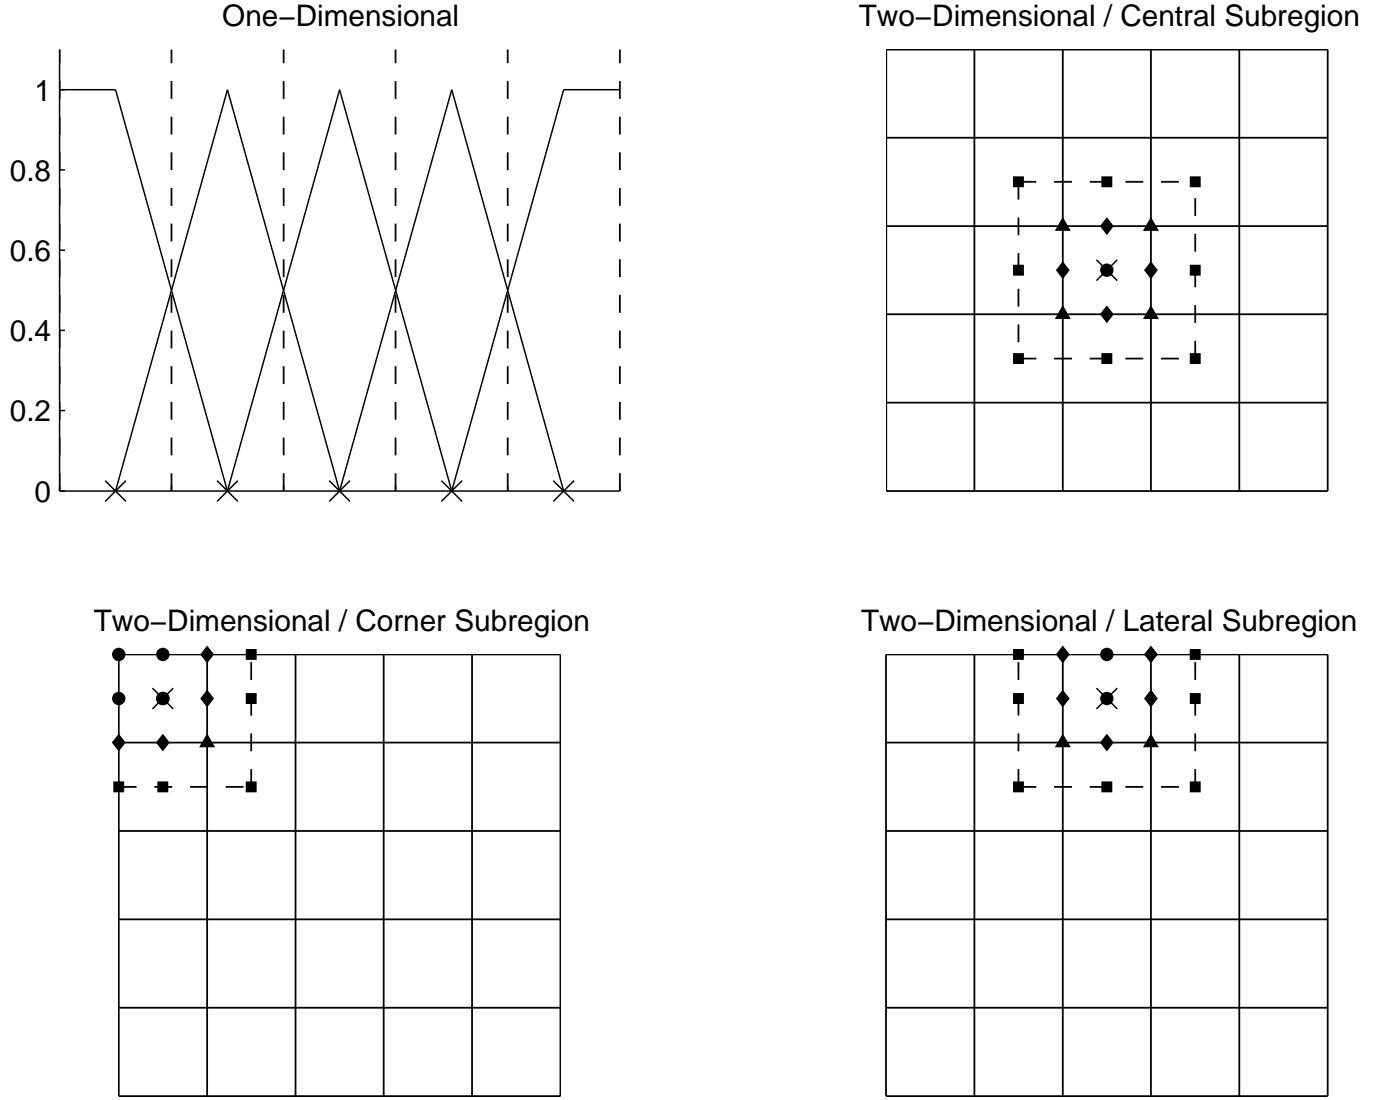 One−Dimensional
Two−Dimensional / Central Subregion
1
0.8
0.6
0.4
0.2
0
Two−Dimensional / Corner Subregion
Two−Dimensional / Lateral Subregion